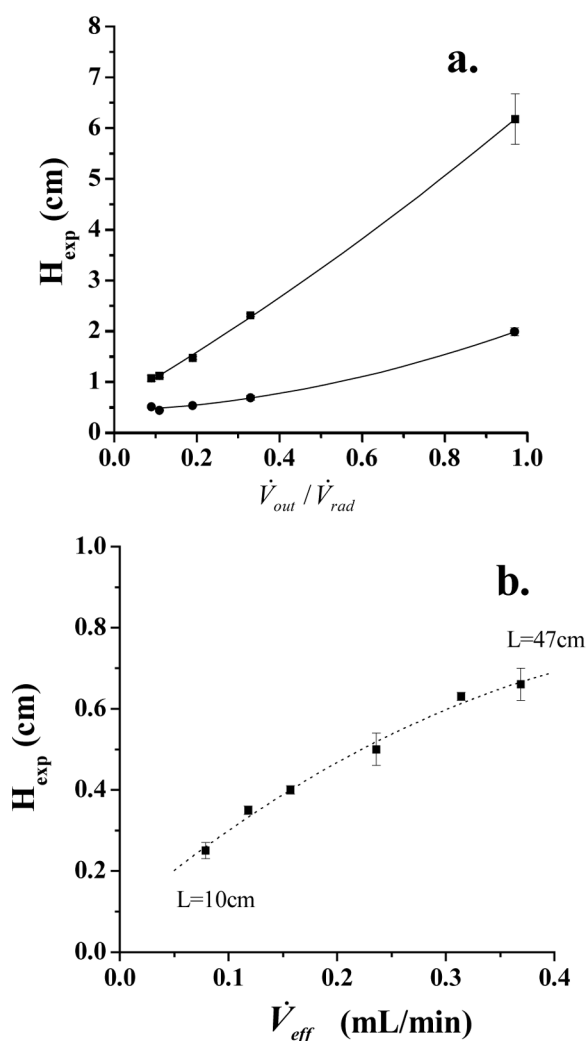 8
7
6
5
4
3
2
1
0
a.
H_exp (cm)
0.0 0.2 0.4 0.6 0.8 1.0
V̇_out / V̇_rad
1.0
0.8
0.6
0.4
0.2
0.0
b.
L=47cm
H_exp (cm)
L=10cm
0.0 0.1 0.2 0.3 0.4
V̇_eff (mL/min)